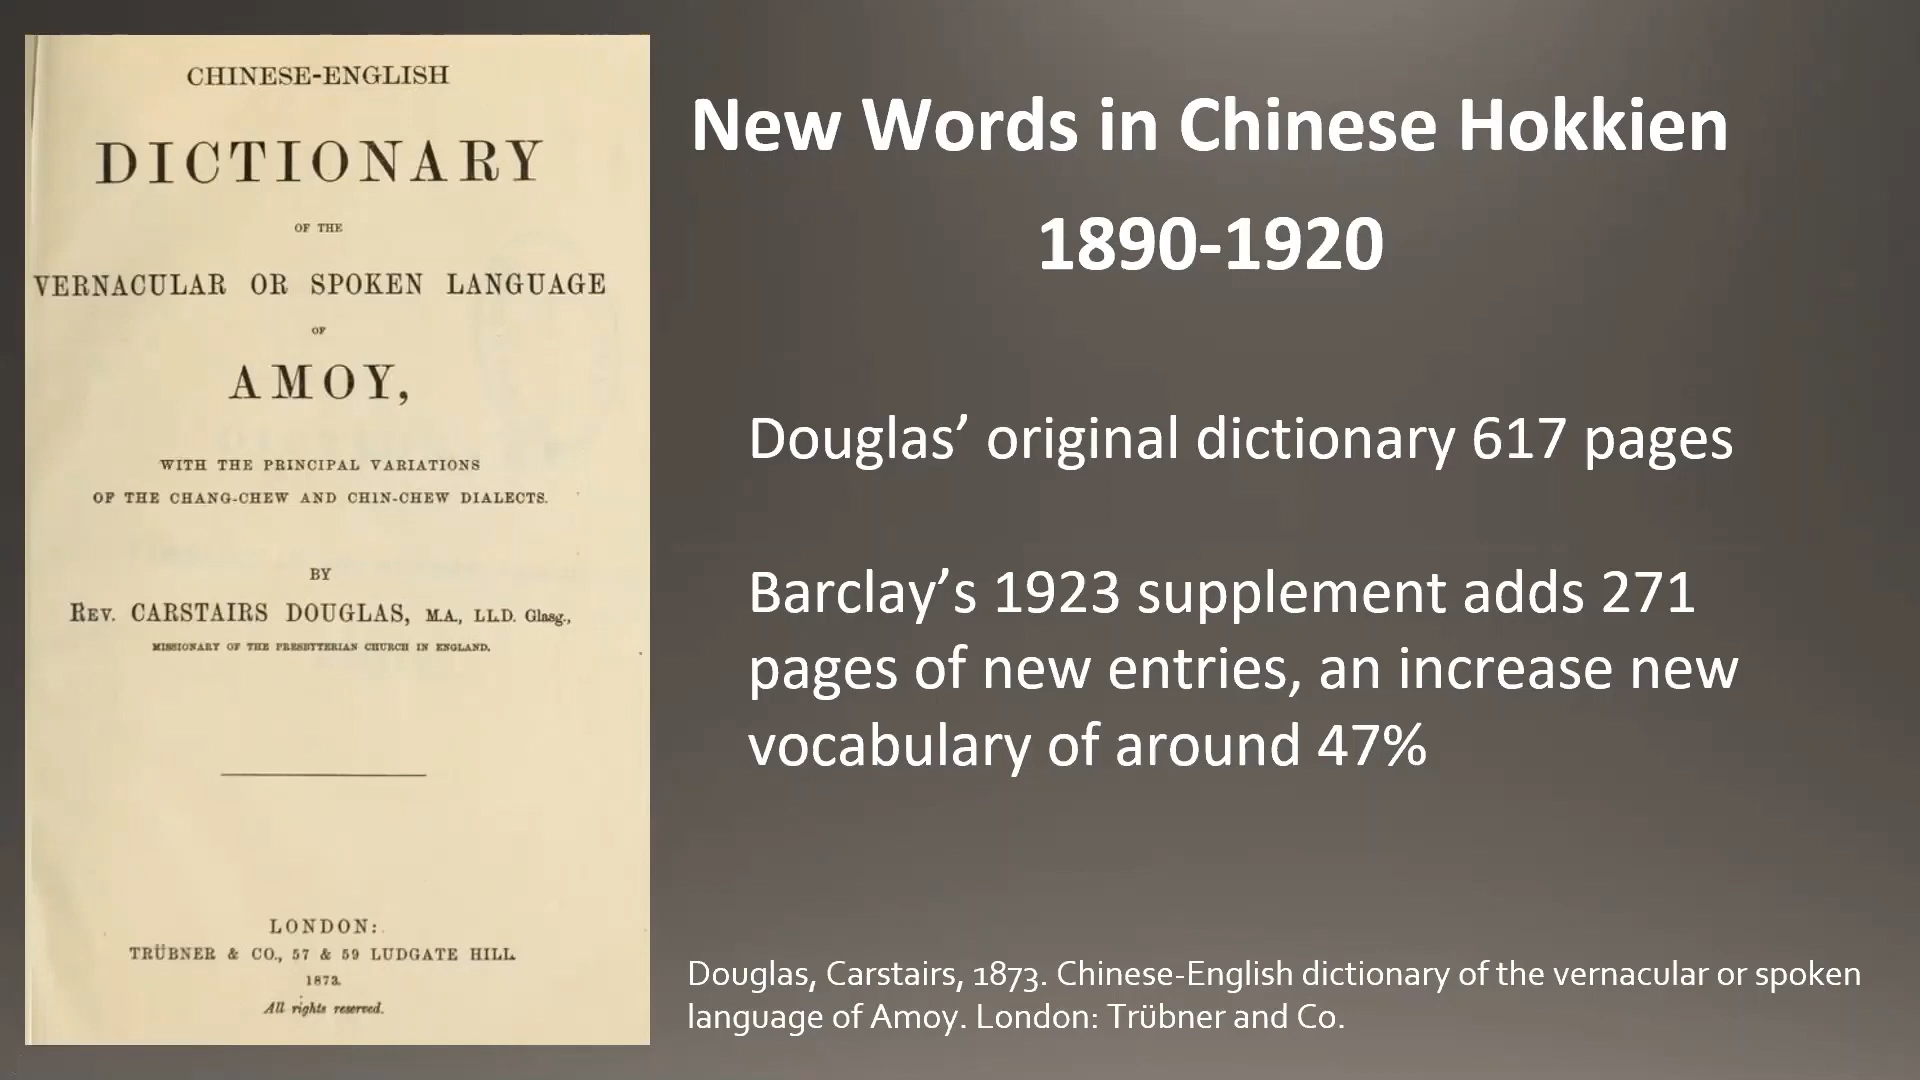 CHINESE-ENGLISH
DICTIONARY
OF THE
VERNACULAR OR SPOKEN LANGUAGE
OF
AMOY,
WITH THE PRINCIPAL VARIATIONS
OF THE CHANG-CHEW AND CHIN-CHEW DIALECTS.
BY
REV. CARSTAIRS DOUGLAS, M.A., LL.D. Glasg.,
MISSIONARY OF THE PRESBYTERIAN CHURCH IN ENGLAND.
LONDON:
TRÜBNER & CO., 57 & 59 LUDGATE HILL
1873.
All rights reserved.
New Words in Chinese Hokkien
1890-1920
Douglas’ original dictionary 617 pages
Barclay’s 1923 supplement adds 271
pages of new entries, an increase new
vocabulary of around 47%
Douglas, Carstairs, 1873. Chinese-English dictionary of the vernacular or spoken
language of Amoy. London: Trübner and Co.